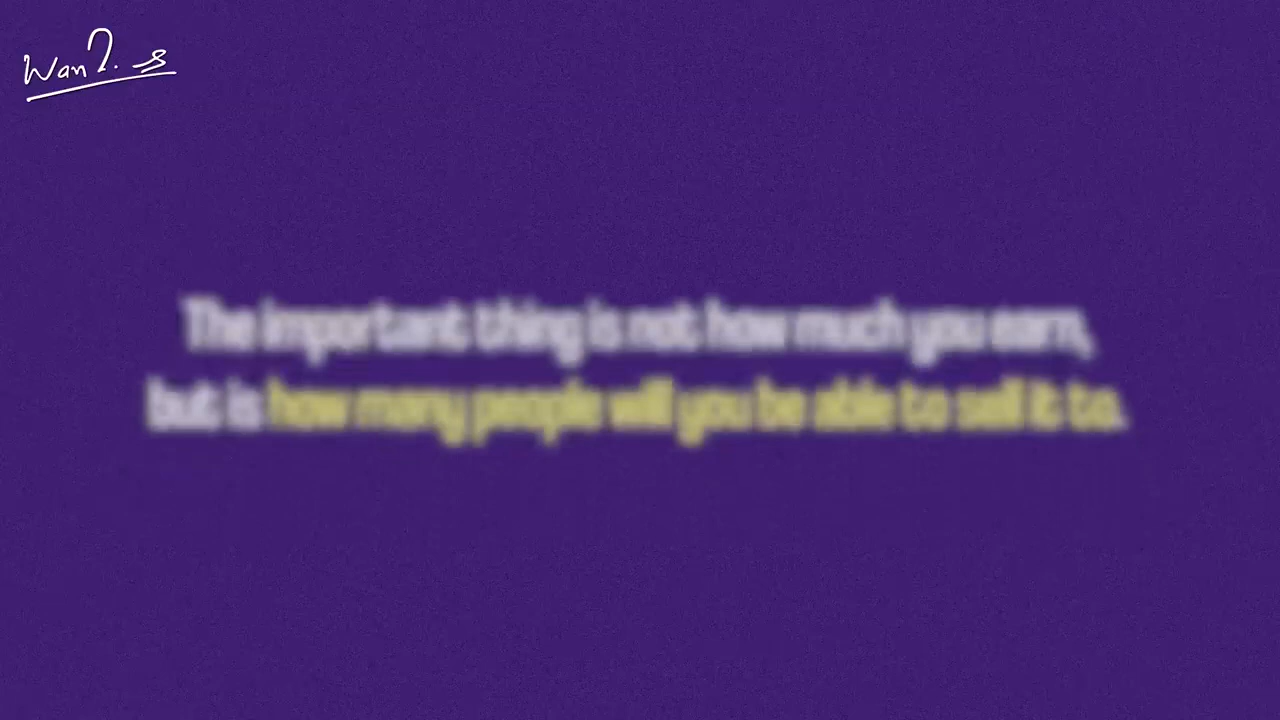 The important thing is not how much you earn,
but is how many people will you be able to sell it to.